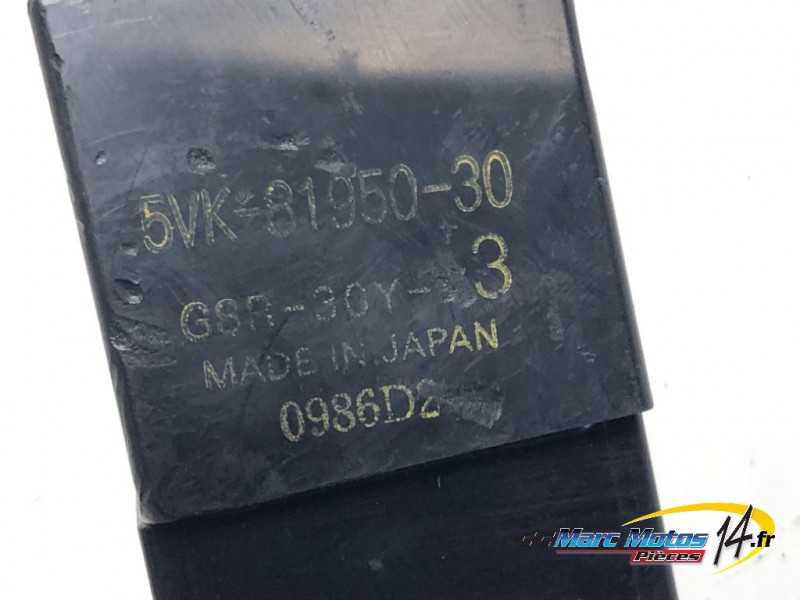 5VK-81950-30
G8R-30Y- 3
MADE IN JAPAN
0986D2
Marc Motos 14.fr
Pièces